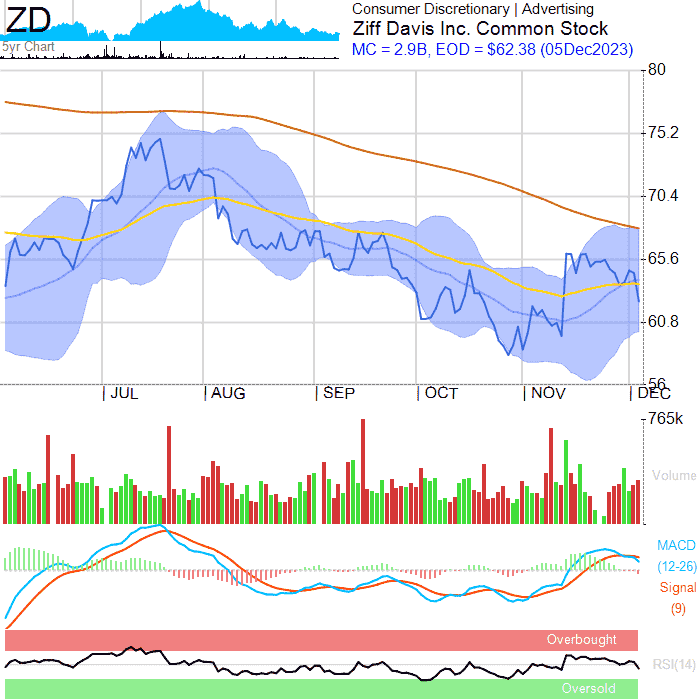 ZD
5yr Chart
Consumer Discretionary | Advertising
Ziff Davis Inc. Common Stock
MC = 2.9B, EOD = $62.38 (05Dec2023)
80
75.2
70.4
65.6
60.8
56
JUL AUG SEP OCT NOV DEC
765k
Volume
MACD
(12-26)
Signal
(9)
Overbought
RSI(14)
Oversold